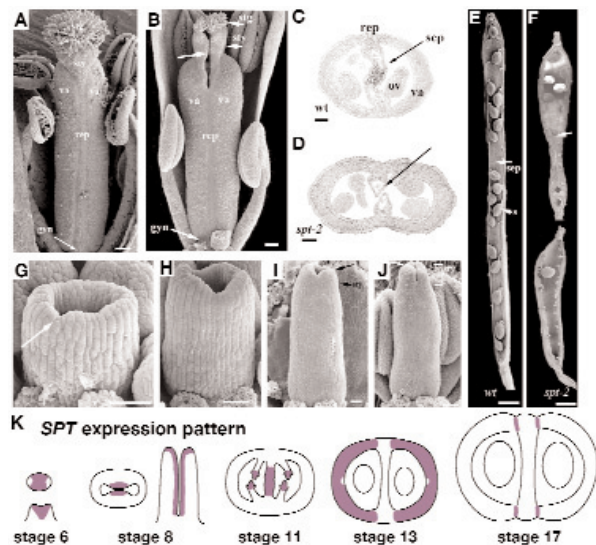 A
B
C
D
E
F
G
H
I
J
K
stg
sty
va va
va va
rep
rep
rep
gyn
gyn
sep
ov
va
wt
spt-2
sep
s
wt
spt-2
SPT expression pattern
stage 6
stage 8
stage 11
stage 13
stage 17